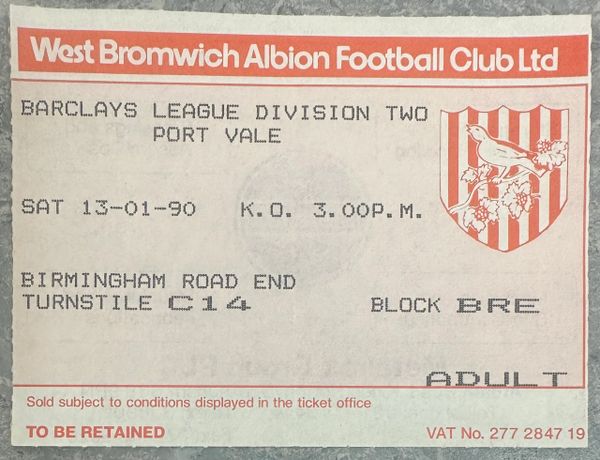 West Bromwich Albion Football Club Ltd
BARCLAYS LEAGUE DIVISION TWO
PORT VALE
SAT 13-01-90 K.O. 3.00P.M.
BIRMINGHAM ROAD END
TURNSTILE C14 BLOCK BRE
ADULT
Sold subject to conditions displayed in the ticket office
TO BE RETAINED VAT No. 277 2847 19